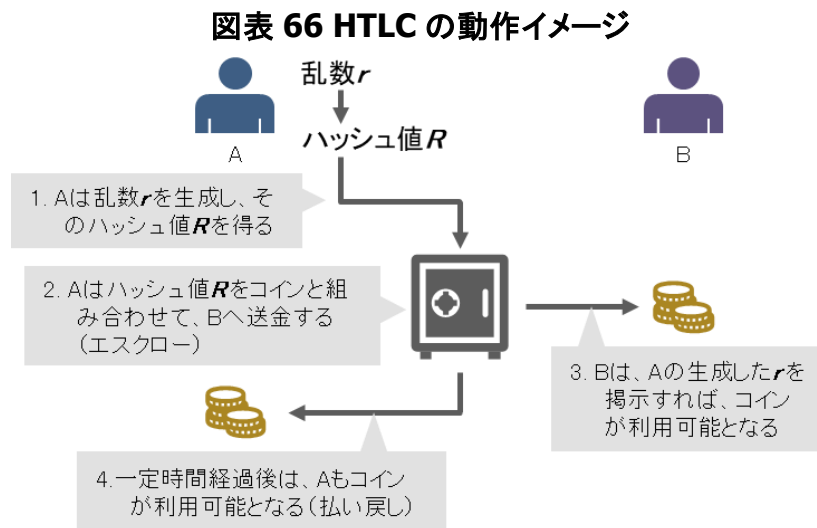 図表 66 HTLC の動作イメージ
乱数r
ハッシュ値R
A
B
1. Aは乱数rを生成し、そ
のハッシュ値Rを得る
2. Aはハッシュ値Rをコインと組
み合わせて、Bへ送金する
（エスクロー）
3. Bは、Aの生成したrを
掲示すれば、コイン
が利用可能となる
4.一定時間経過後は、Aもコイン
が利用可能となる（払い戻し）